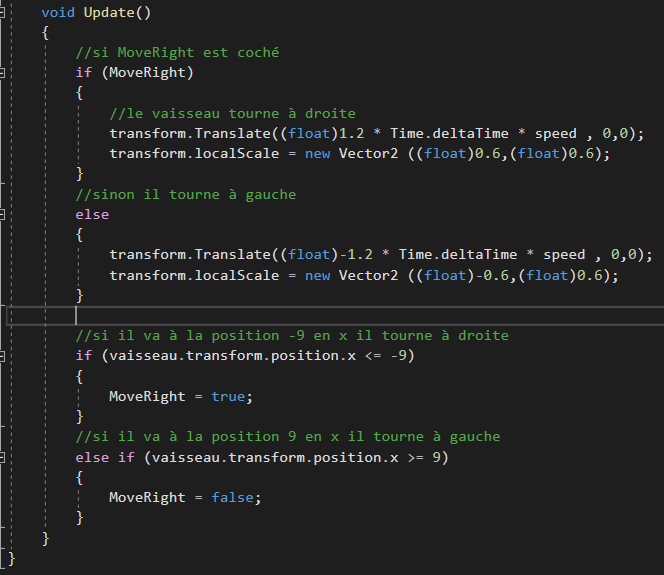 void Update()
{
//si MoveRight est coché
if (MoveRight)
{
//le vaisseau tourne à droite
transform.Translate((float)1.2 * Time.deltaTime * speed , 0,0);
transform.localScale = new Vector2 ((float)0.6,(float)0.6);
}
//sinon il tourne à gauche
else
{
transform.Translate((float)-1.2 * Time.deltaTime * speed , 0,0);
transform.localScale = new Vector2 ((float)-0.6,(float)0.6);
}
//si il va à la position -9 en x il tourne à droite
if (vaisseau.transform.position.x <= -9)
{
MoveRight = true;
}
//si il va à la position 9 en x il tourne à gauche
else if (vaisseau.transform.position.x >= 9)
{
MoveRight = false;
}
}
}